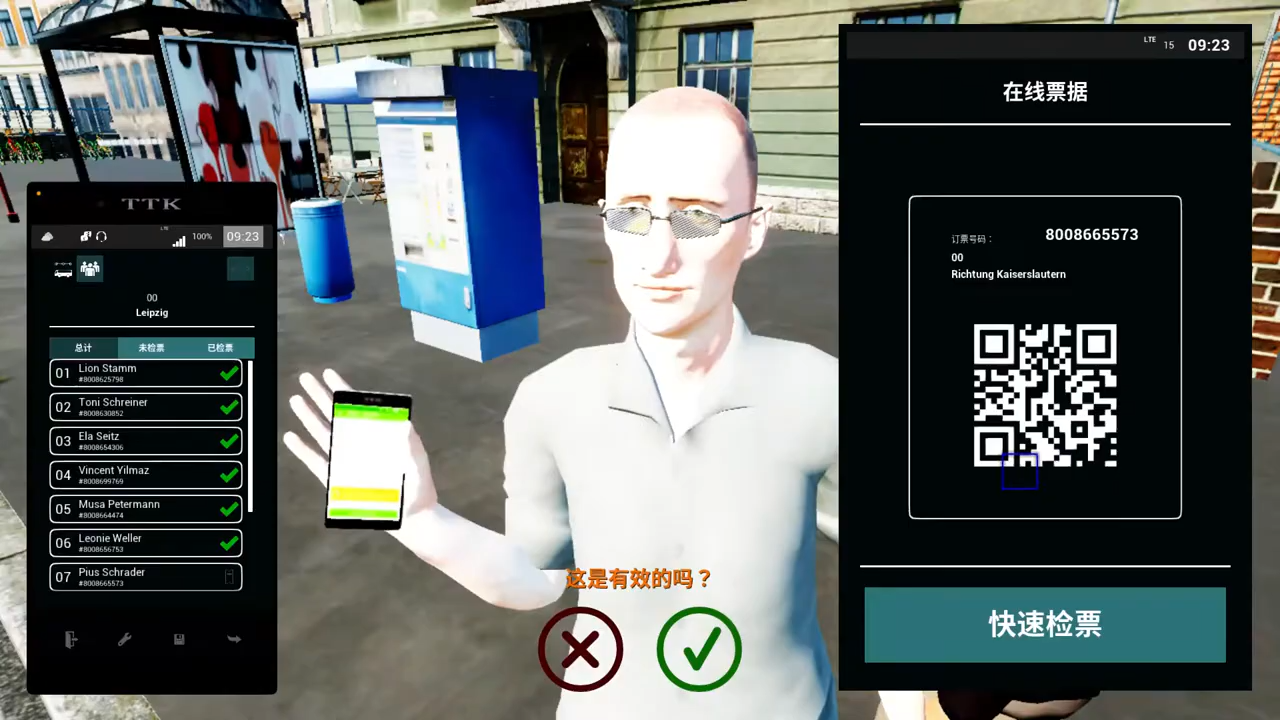 TTK
LTE
100%
09:23
00
Leipzig
总计
未检票
已检票
01
Lion Stamm
#8008625798
02
Toni Schreiner
#8008630852
03
Ela Seitz
#8008654306
04
Vincent Yilmaz
#8008699769
05
Musa Petermann
#8008664474
06
Leonie Weller
#8008656753
07
Pius Schrader
#8008665573
这是有效的吗？
LTE
15
09:23
在线票据
订票号码：
8008665573
00
Richtung Kaiserslautern
快速检票